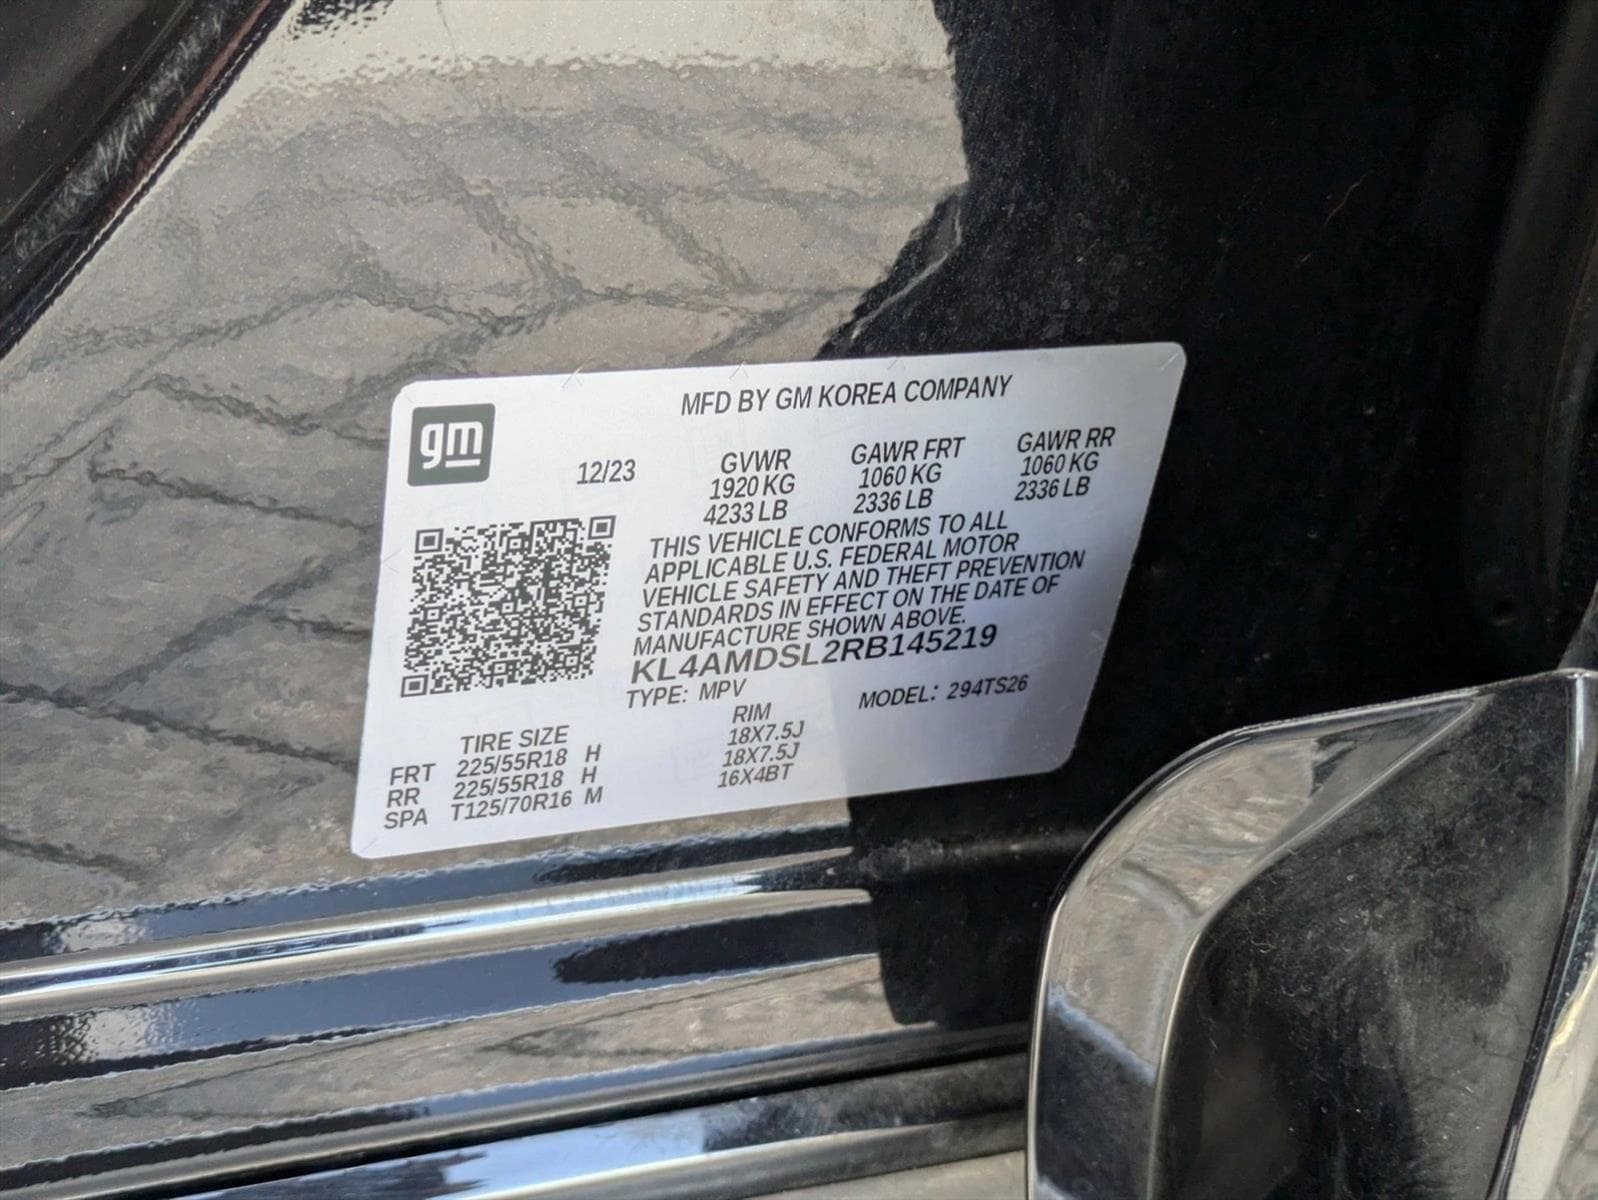 gm
MFD BY GM KOREA COMPANY
12/23 GVWR GAWR FRT GAWR RR
1920 KG 1060 KG 1060 KG
4233 LB 2336 LB 2336 LB
THIS VEHICLE CONFORMS TO ALL
APPLICABLE U.S. FEDERAL MOTOR
VEHICLE SAFETY AND THEFT PREVENTION
STANDARDS IN EFFECT ON THE DATE OF
MANUFACTURE SHOWN ABOVE.
KL4AMDSL2RB145219
TYPE: MPV MODEL: 294TS26
TIRE SIZE RIM
FRT 225/55R18 H 18X7.5J
RR 225/55R18 H 18X7.5J
SPA T125/70R16 M 16X4BT